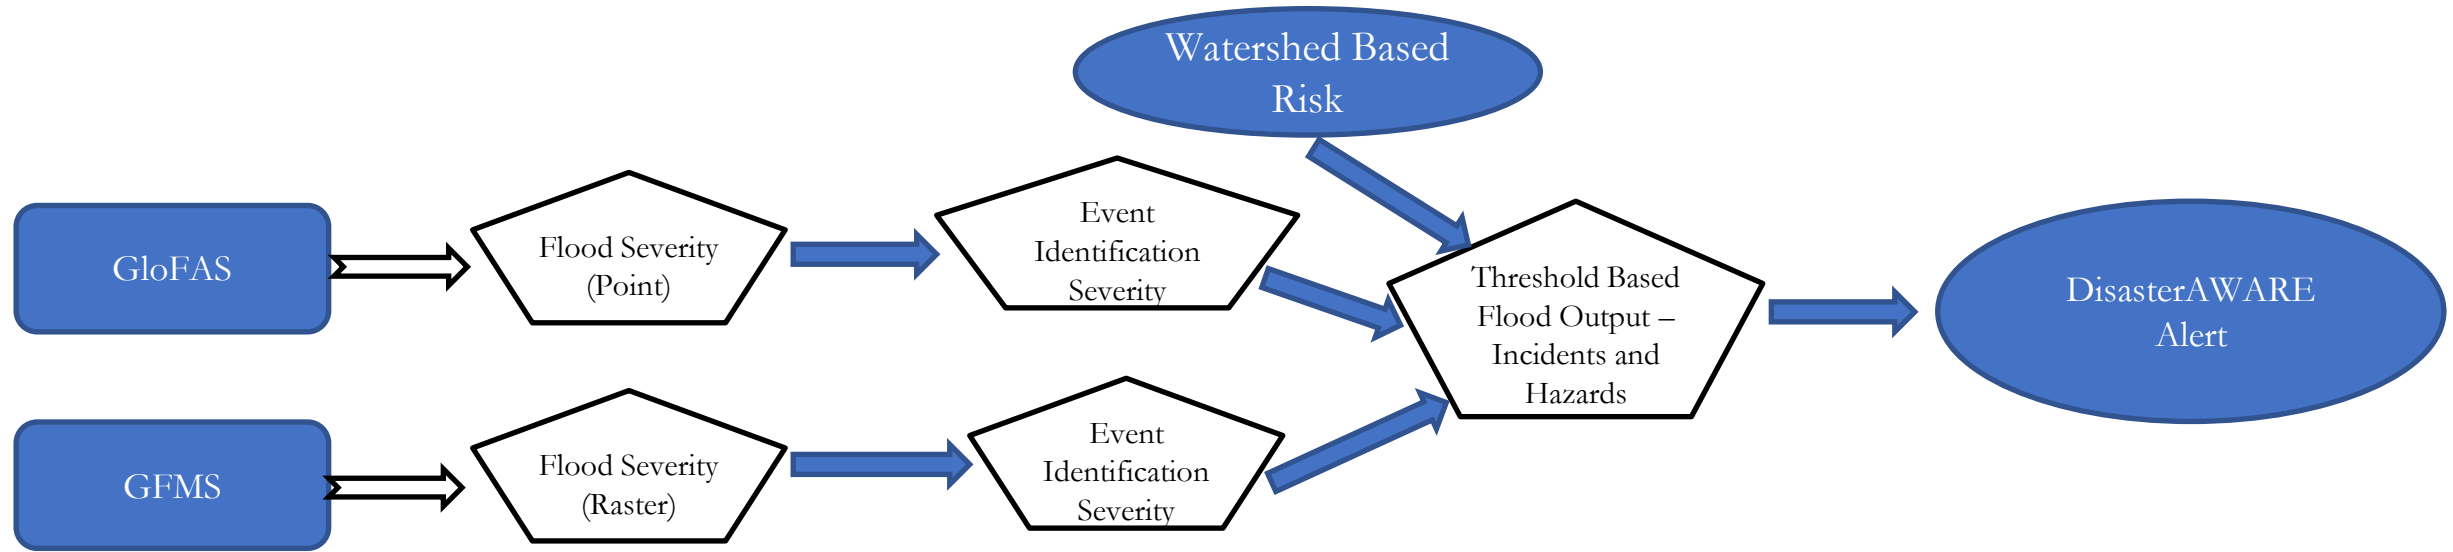 Watershed Based
Risk
GloFAS
Flood Severity
(Point)
Event
Identification
Severity
Threshold Based
Flood Output –
Incidents and
Hazards
DisasterAWARE
Alert
GFMS
Flood Severity
(Raster)
Event
Identification
Severity